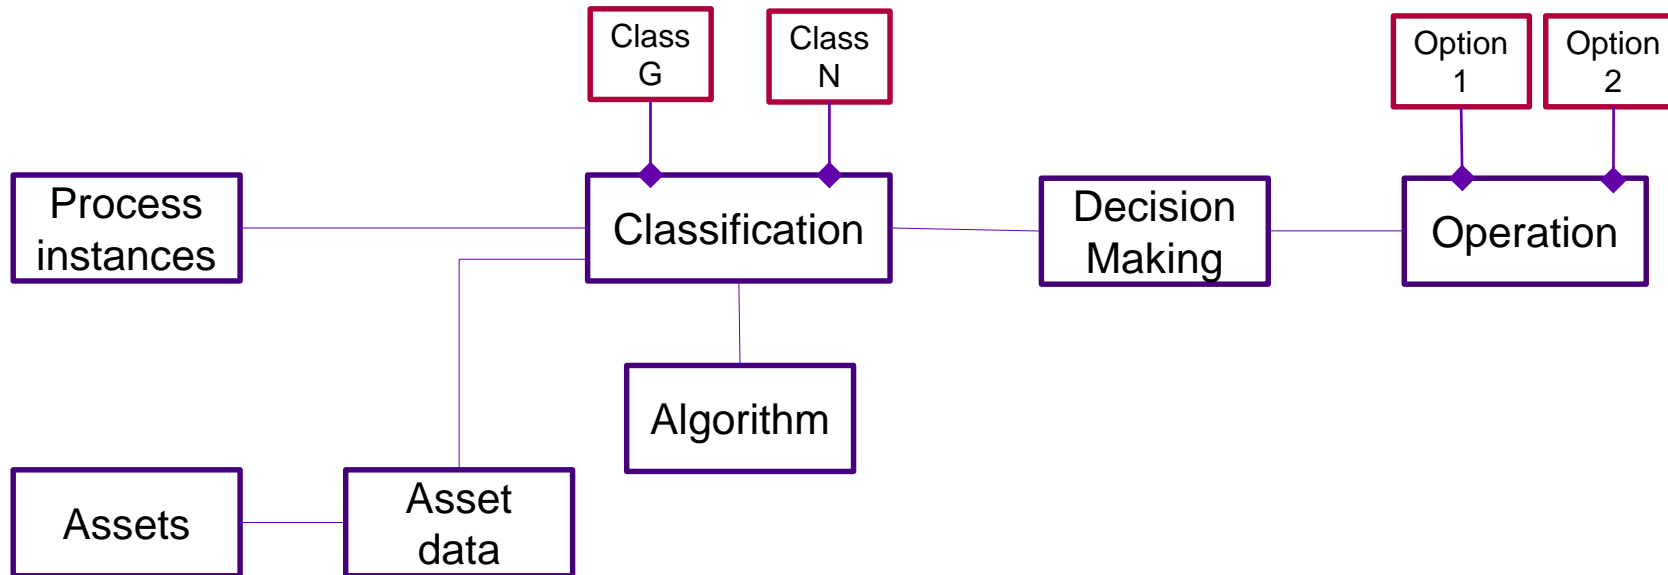 Class
G
Class
N
Option
1
Option
2
Process
instances
Classification
Decision
Making
Operation
Algorithm
Assets
Asset
data